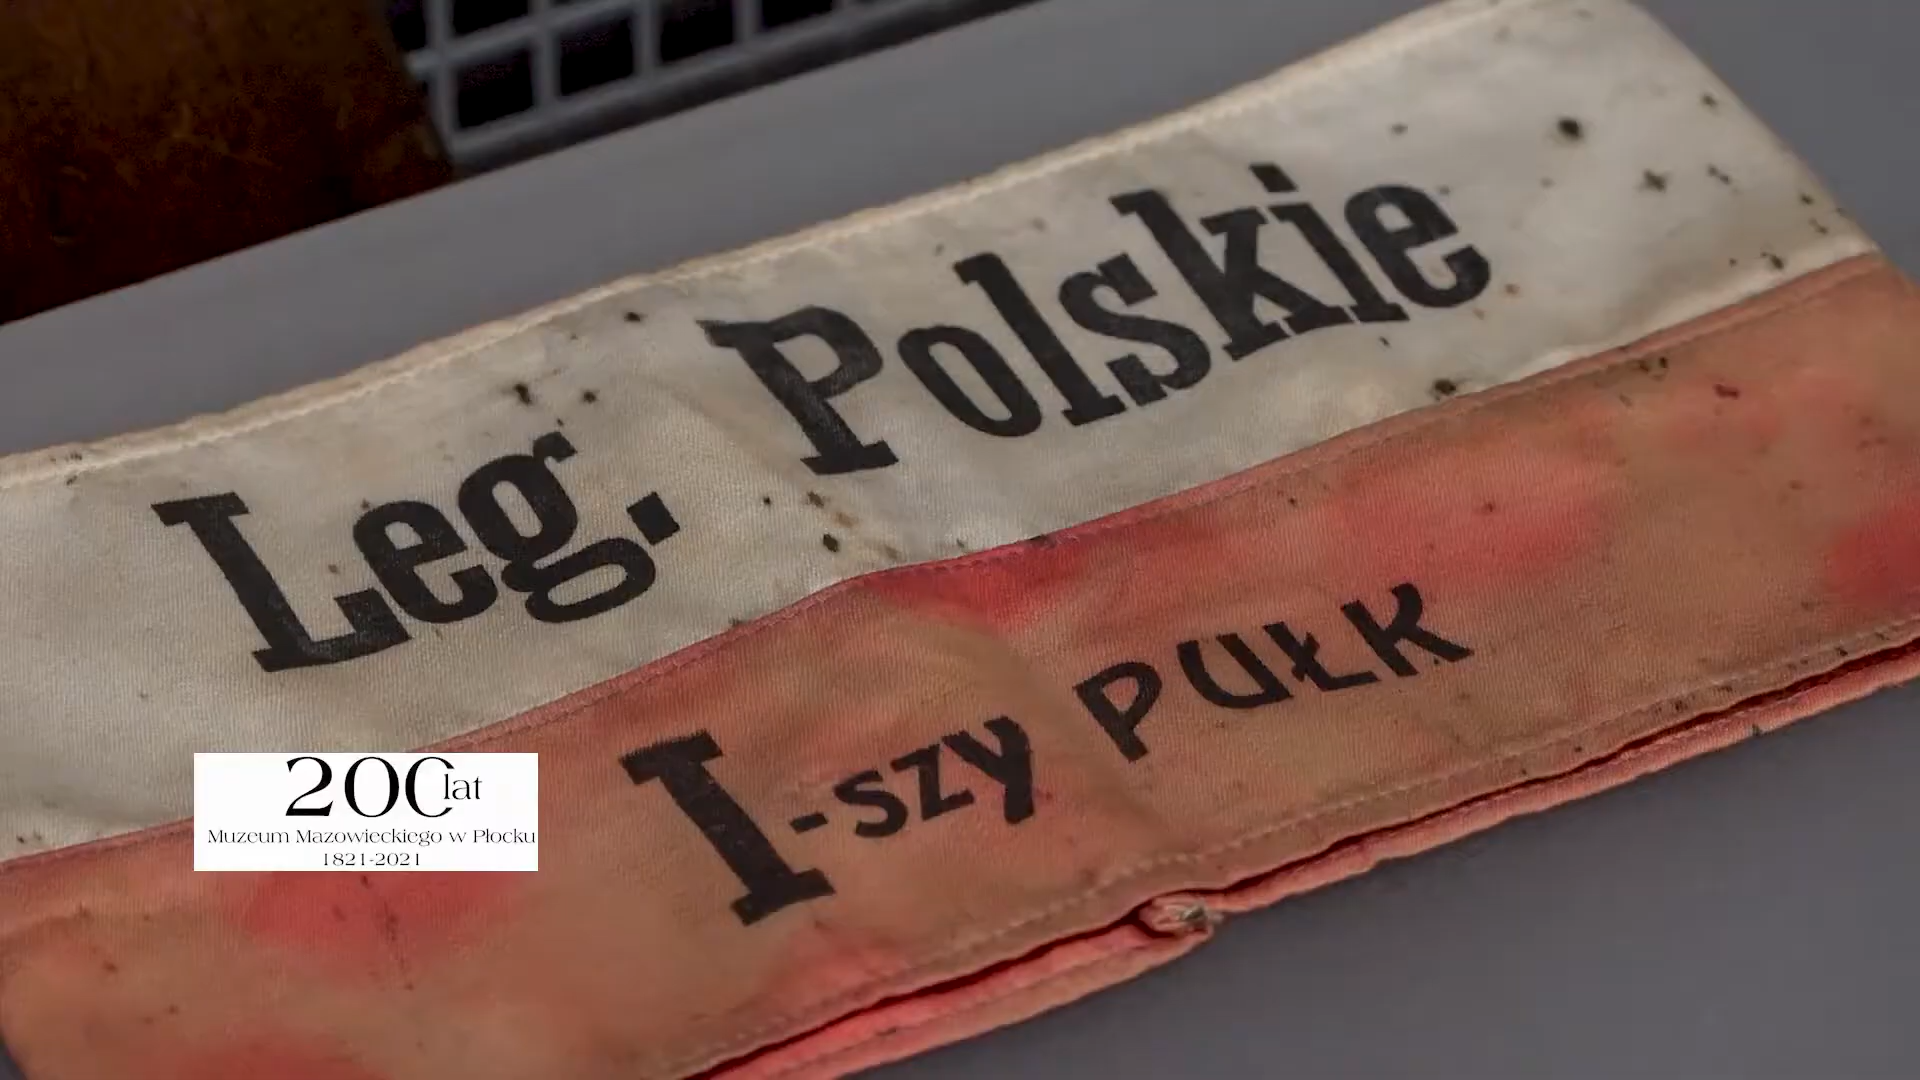 Leg. Polskie
I-szy PUŁK
200 lat
Muzeum Mazowieckiego w Płocku
1821-2021